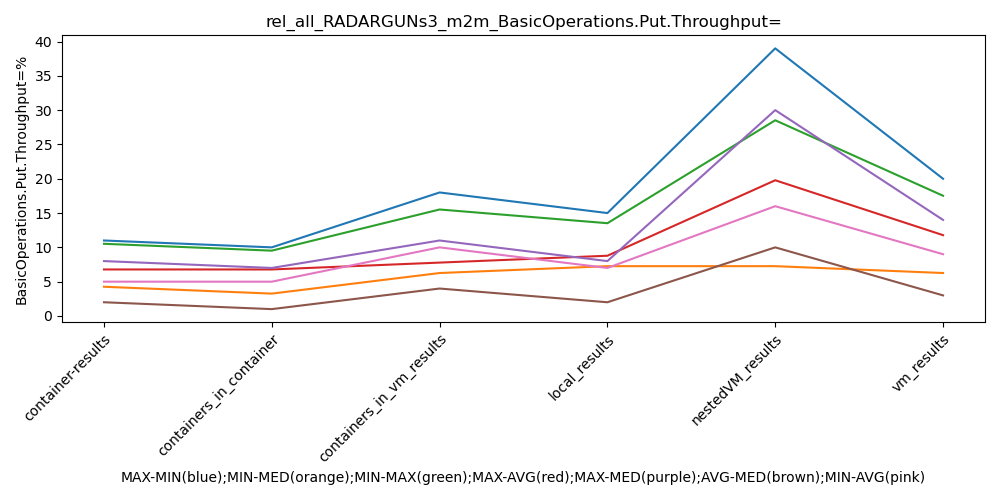 rel_all_RADARGUNs3_m2m_BasicOperations.Put.Throughput=
BasicOperations.Put.Throughput=%
40
35
30
25
20
15
10
5
0
container-results
containers_in_container
containers_in_vm_results
local_results
nestedVM_results
vm_results
MAX-MIN(blue);MIN-MED(orange);MIN-MAX(green);MAX-AVG(red);MAX-MED(purple);AVG-MED(brown);MIN-AVG(pink)